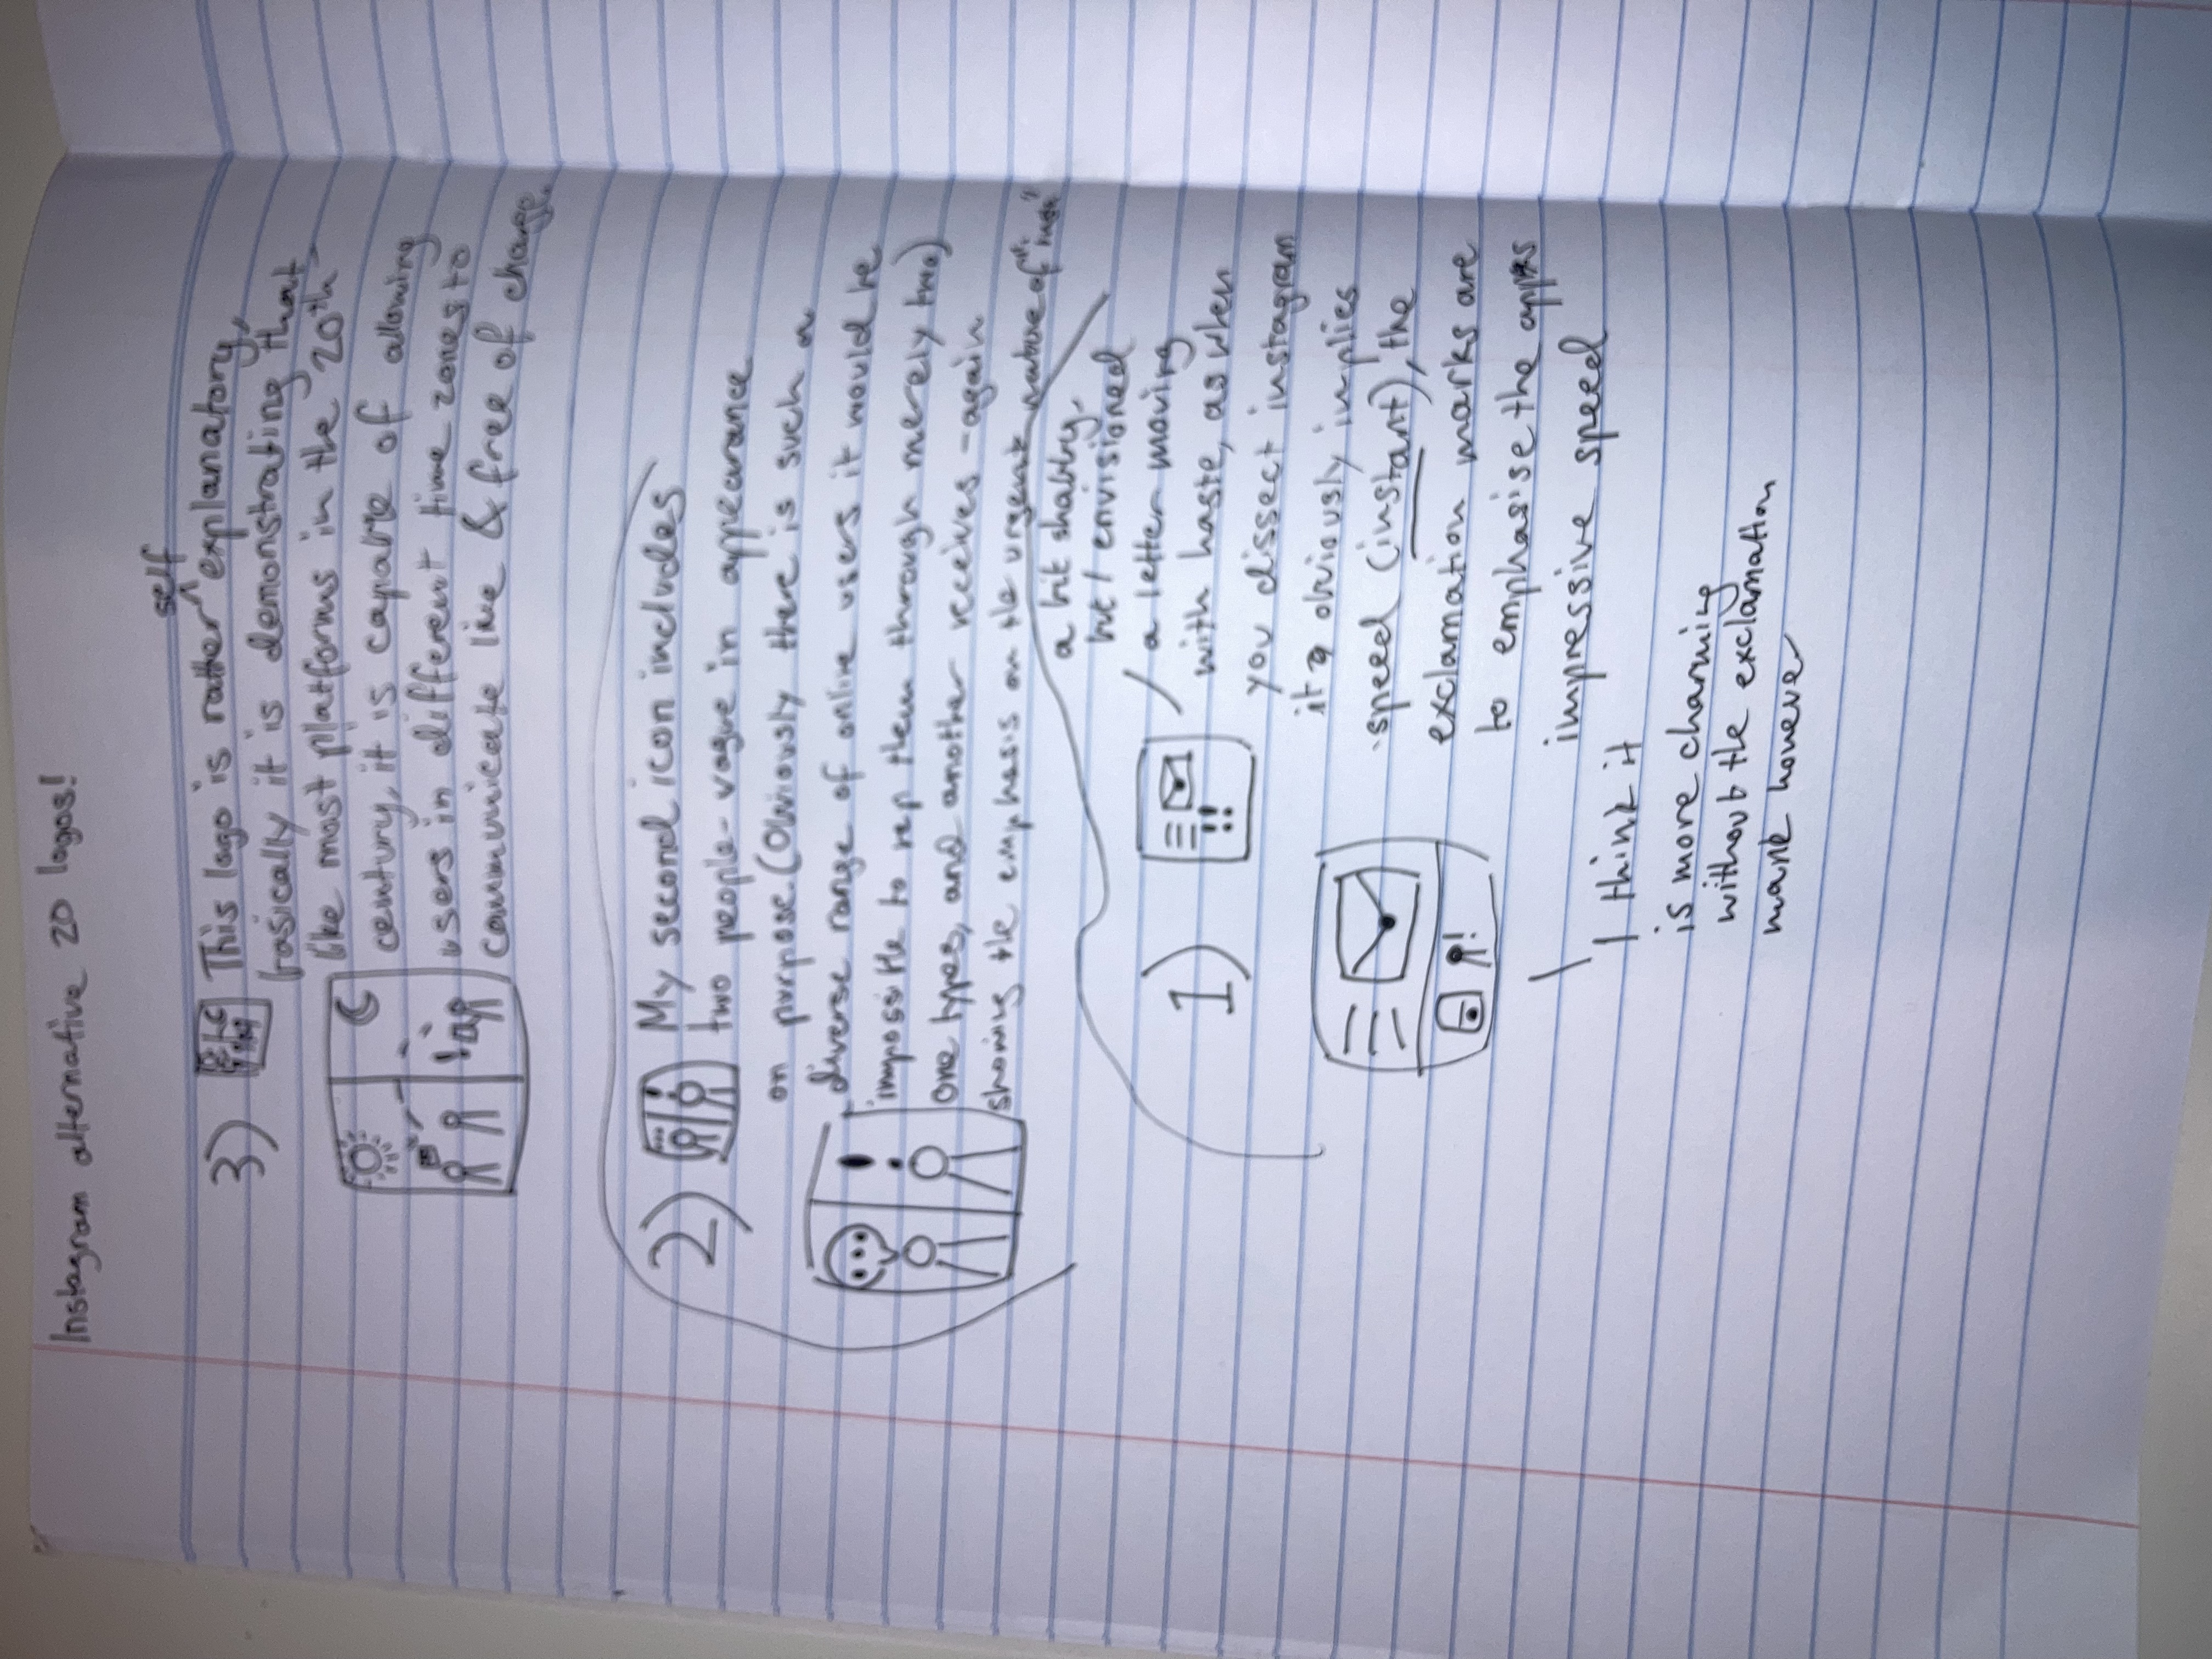 Instagram alternative 20 logos!
self
3) This logo is rather ^ explanatory,
basically it is demonstrating that,
like most platforms in the 20th
century, it is capable of allowing
users in different time zones to
communicate live & free of charge.
2) My second icon includes
two people - vague in appearance
on purpose. (Obviously there is such a
diverse range of online users it would be
impossible to rep them through merely two)
one types, and another receives - again
showing the emphasis on the urgent nature of "insta"
1) a bit shabby,
but I envisioned
a letter moving
with haste, as when
you dissect instagram
it obviously implies
speed (instant), the
exclamation marks are
to emphasise the apps
impressive speed
I think it
is more charming
without the exclamation
mark however